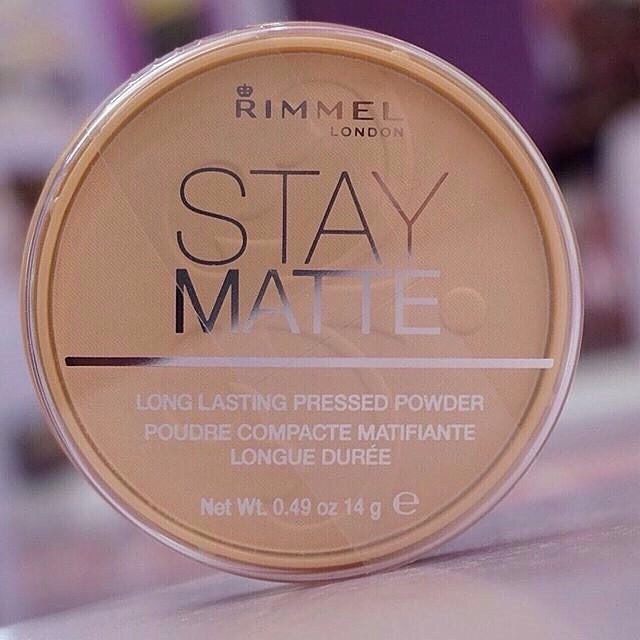 RIMMEL
LONDON
STAY
MATTE
LONG LASTING PRESSED POWDER
POUDRE COMPACTE MATIFIANTE
LONGUE DURÉE
Net Wt. 0.49 oz 14 g ℮